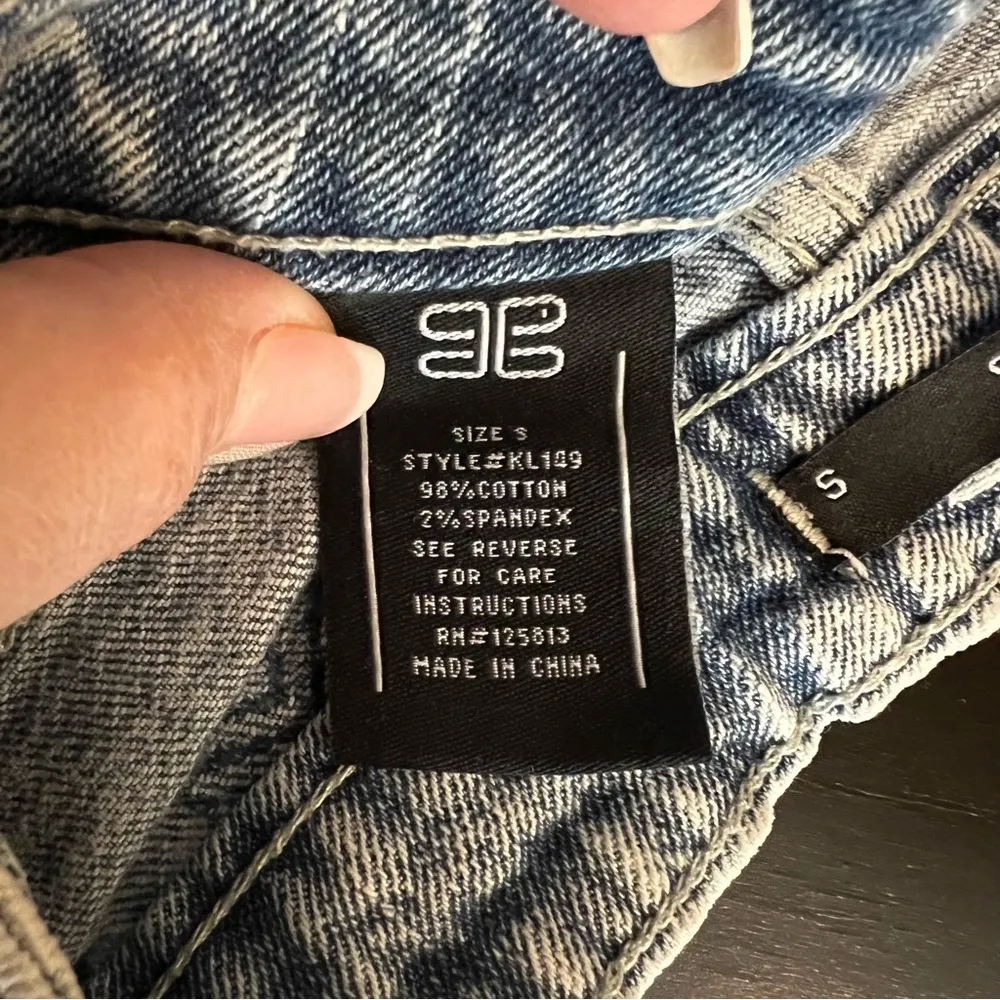 SIZE S
STYLE#KL109
98%COTTON
2%SPANDEX
SEE REVERSE
FOR CARE
INSTRUCTIONS
RN#125813
MADE IN CHINA
S